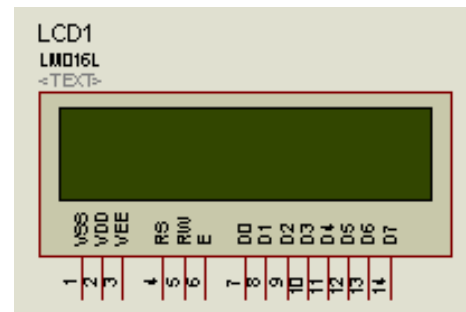 LCD1
LM016L
<TEXT>
VSS VDD VEE RS RW E D0 D1 D2 D3 D4 D5 D6 D7
1 2 3 4 5 6 7 8 9 10 11 12 13 14